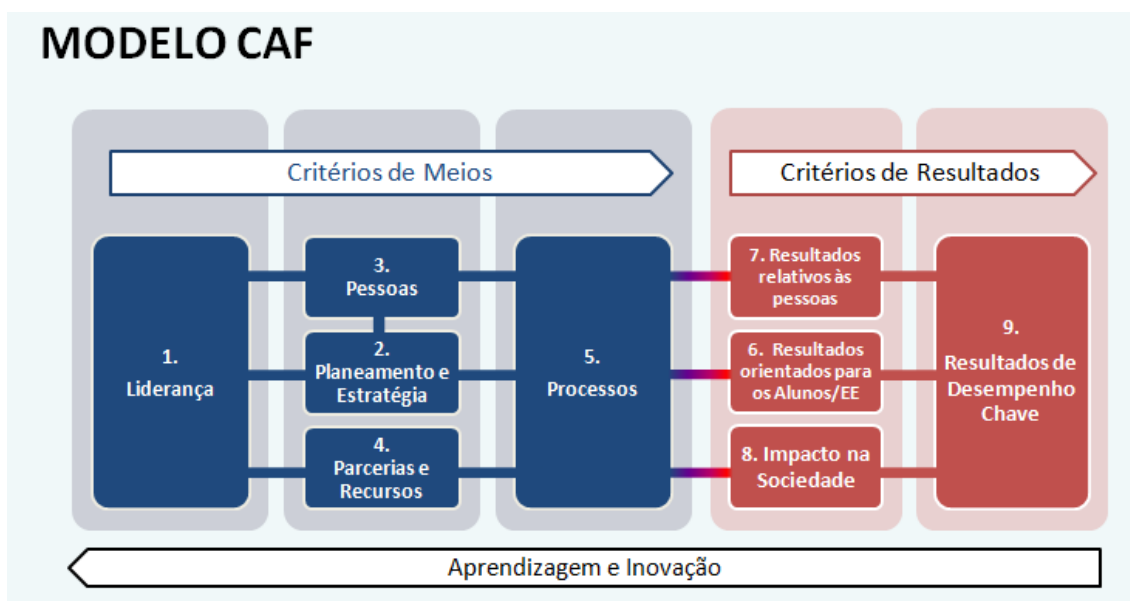 MODELO CAF
Critérios de Meios
Critérios de Resultados
1.
Liderança
3.
Pessoas
2.
Planeamento e
Estratégia
4.
Parcerias e
Recursos
5.
Processos
7. Resultados
relativos às
pessoas
6. Resultados
orientados para
os Alunos/EE
8. Impacto na
Sociedade
9.
Resultados de
Desempenho
Chave
Aprendizagem e Inovação